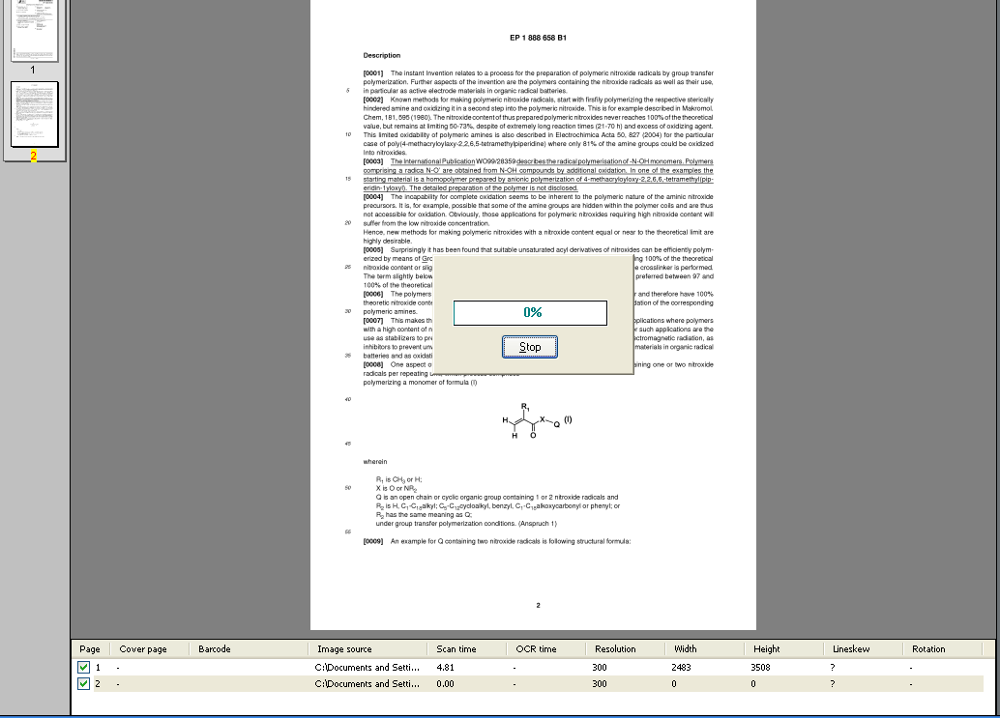 1
2
EP 1 888 658 B1
Description
[0001] The instant Invention relates to a process for the preparation of polymeric nitroxide radicals by group transfer
polymerization. Further aspects of the invention are the polymers containing the nitroxide radicals as well as their use,
5 in particular as active electrode materials in organic radical batteries.
[0002] Known methods for making polymeric nitroxide radicals, start with firstly polymerizing the respective sterically
hindered amine and oxidizing it in a second step into the polymeric nitroxide. This is for example described in Makromol.
Chem, 181, 595 (1980). The nitroxide content of thus prepared polymeric nitroxides never reaches 100% of the theoretical
value, but remains at limiting 50-73%, despite of extremely long reaction times (21-70 h) and excess of oxidizing agent.
10 This limited oxidability of polymeric amines is also described in Electrochimica Acta 50, 827 (2004) for the particular
case of poly(4-methacryloylaxy-2,2,6,5-tetramethylpiperidine) where only 81% of the amine groups could be oxidized
Into nitroxides.
[0003] The International Publication WO99/28359 describes the radical polymerisation of -N-OH monomers. Polymers
comprising a radica N-O' are obtained from N-OH compounds by additional oxidation. In one of the examples the
15 starting material is a homopolymer prepared by anionic polymerization of 4-methacryloyloxy-2,2,6,6,-tetramethyl(pip-
eridin-1yloxyl). The detailed preparation of the polymer is not disclosed.
[0004] The incapability for complete oxidation seems to be inherent to the polymeric nature of the aminic nitroxide
precursors. It is, for example, possible that some of the amine groups are hidden within the polymer coils and are thus
not accessible for oxidation. Obviously, those applications for polymeric nitroxides requiring high nitroxide content will
20 suffer from the low nitroxide concentration.
Hence, new methods for making polymeric nitroxides with a nitroxide content equal or near to the theoretical limit are
highly desirable.
[0005] Surprisingly it has been found that suitable unsaturated acyl derivatives of nitroxides can be efficiently polym-
erized by means of Gro ing 100% of the theoretical
25 nitroxide content or slig e crosslinker is performed.
The term slightly below preferred between 97 and
100% of the theoretical
[0006] The polymers r and therefore have 100%
theoretic nitroxide conte dation of the corresponding
30 polymeric amines.
[0007] This makes th pplications where polymers
with a high content of n or such applications are the
use as stabilizers to pre ectromagnetic radiation, as
inhibitors to prevent unw materials in organic radical
35 batteries and as oxidati
[0008] One aspect o aining one or two nitroxide
radicals per repeating
polymerizing a monomer of formula (I)
0%
Stop
40
R1
H X Q (I)
H O
45
wherein
R1 is CH3 or H;
50 X is O or NR2
Q is an open chain or cyclic organic group containing 1 or 2 nitroxide radicals and
R2 is H, C1-C18alkyl; C5-C12cycloalkyl, benzyl, C1-C18alkoxycarbonyl or phenyl; or
R2 has the same meaning as Q;
under group transfer polymerization conditions. (Anspruch 1)
55
[0009] An example for Q containing two nitroxide radicals is following structural formula:
2
Page Cover page Barcode Image source Scan time OCR time Resolution Width Height Lineskew Rotation
1 - C:\Documents and Setti... 4.81 - 300 2483 3508 ? -
2 - C:\Documents and Setti... 0.00 - 300 0 0 ? -